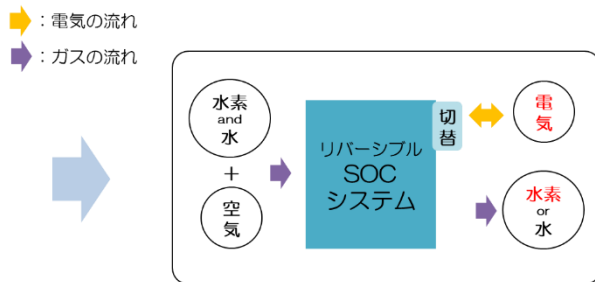 ：電気の流れ
：ガスの流れ
水素
and
水
+
空
気
リバーシブル
SOC
システム
切
替
電
気
水素
or
水